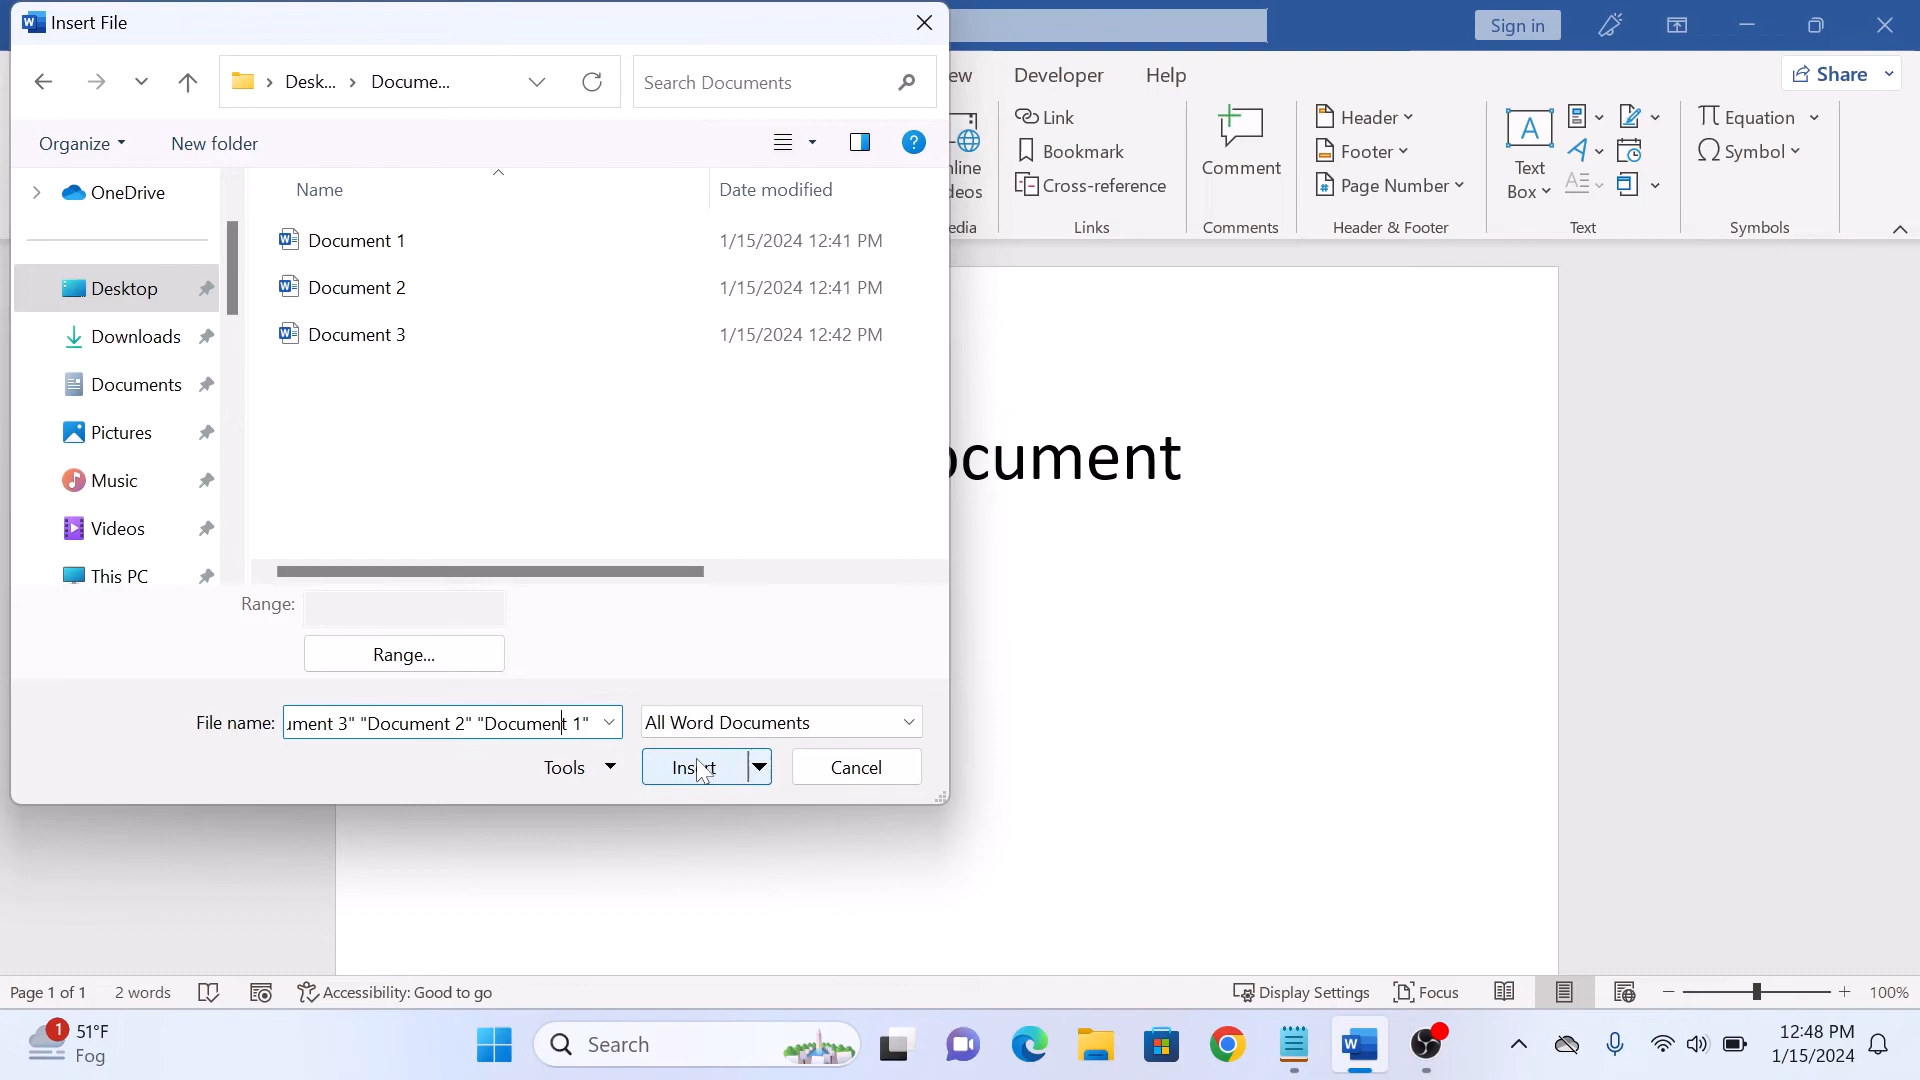 Insert File
Sign in
Desk...
Docume...
Search Documents
Developer
Help
Share
Organize
New folder
Link
Bookmark
Cross-reference
Links
Comment
Comments
Header
Footer
Page Number
Header & Footer
Text
Box
Text
Equation
Symbol
Symbols
OneDrive
Desktop
Downloads
Documents
Pictures
Music
Videos
This PC
Name
Date modified
Document 1
1/15/2024 12:41 PM
Document 2
1/15/2024 12:41 PM
Document 3
1/15/2024 12:42 PM
ocument
Range:
Range...
File name:
ument 3" "Document 2" "Document 1"
All Word Documents
Tools
Insert
Cancel
Page 1 of 1
2 words
Accessibility: Good to go
Display Settings
Focus
100%
1
51°F
Fog
Search
12:48 PM
1/15/2024